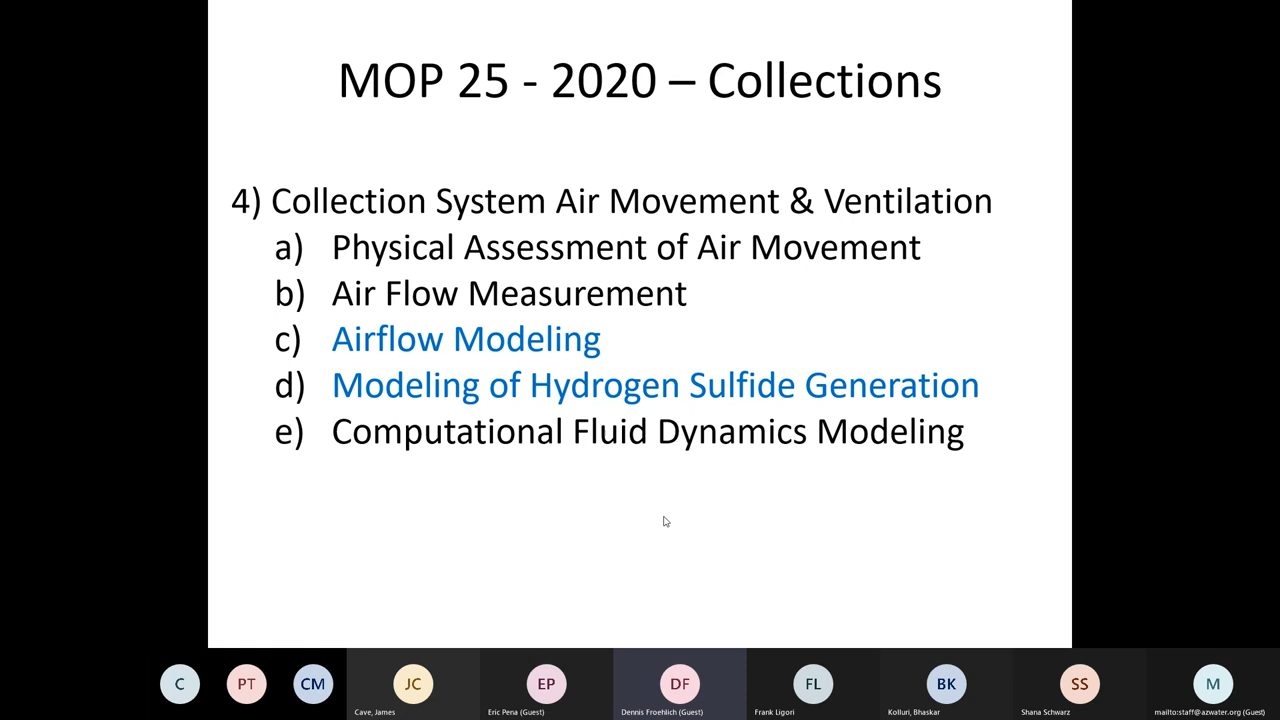 MOP 25 - 2020 – Collections
4) Collection System Air Movement & Ventilation
a) Physical Assessment of Air Movement
b) Air Flow Measurement
c) Airflow Modeling
d) Modeling of Hydrogen Sulfide Generation
e) Computational Fluid Dynamics Modeling
C PT CM JC EP DF FL BK SS M
Cave, James Eric Pena (Guest) Dennis Froehlich (Guest) Frank Ligori Kolluri, Bhaskar Shana Schwarz mailto:staff@azwater.org (Guest)